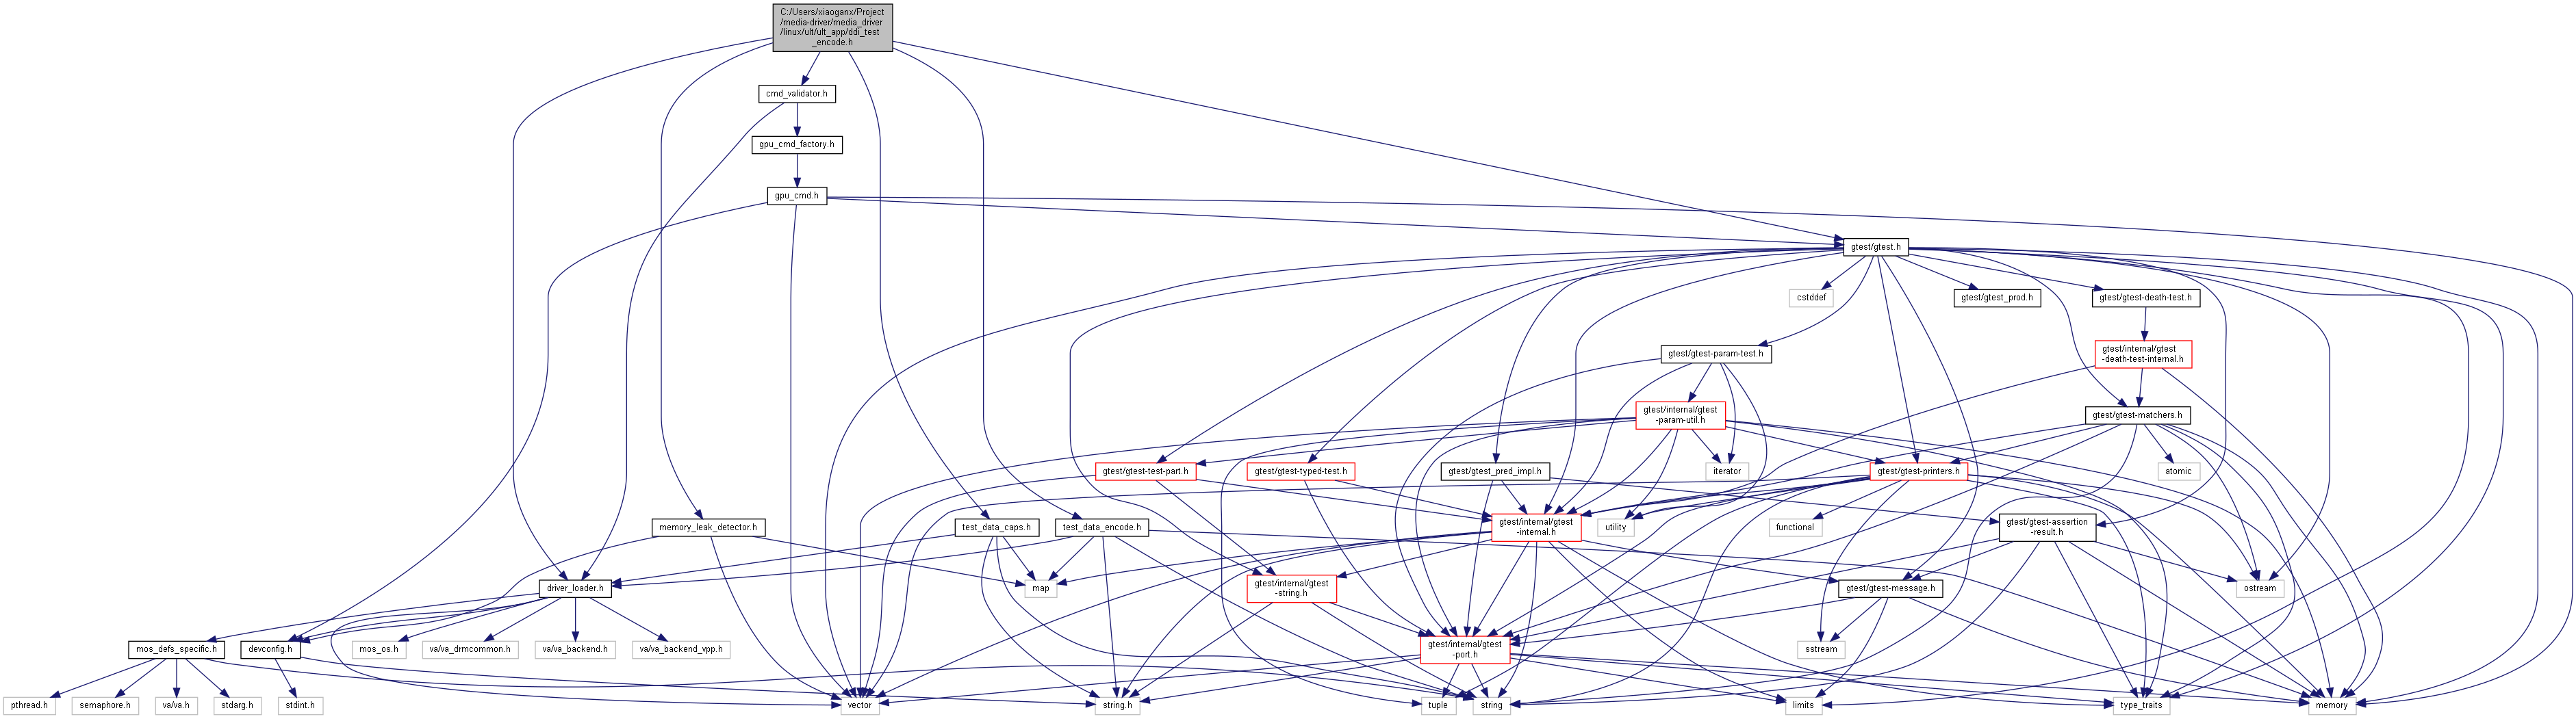 C:/Users/xiaoganx/Project
/media-driver/media_driver
/linux/ult/ult_app/ddi_test
_encode.h
cmd_validator.h
gpu_cmd_factory.h
gpu_cmd.h
gtest/gtest.h
cstddef
gtest/gtest_prod.h
gtest/gtest-death-test.h
gtest/gtest-param-test.h
gtest/internal/gtest
-death-test-internal.h
gtest/internal/gtest
-param-util.h
gtest/gtest-matchers.h
gtest/gtest-test-part.h
gtest/gtest-typed-test.h
gtest/gtest_pred_impl.h
iterator
gtest/gtest-printers.h
atomic
memory_leak_detector.h
test_data_caps.h
test_data_encode.h
gtest/internal/gtest
-internal.h
utility
functional
gtest/gtest-assertion
-result.h
driver_loader.h
map
gtest/internal/gtest
-string.h
gtest/gtest-message.h
ostream
mos_defs_specific.h
devconfig.h
mos_os.h
va/va_drmcommon.h
va/va_backend.h
va/va_backend_vpp.h
gtest/internal/gtest
-port.h
sstream
pthread.h
semaphore.h
va/va.h
stdarg.h
stdint.h
vector
string.h
tuple
string
limits
type_traits
memory